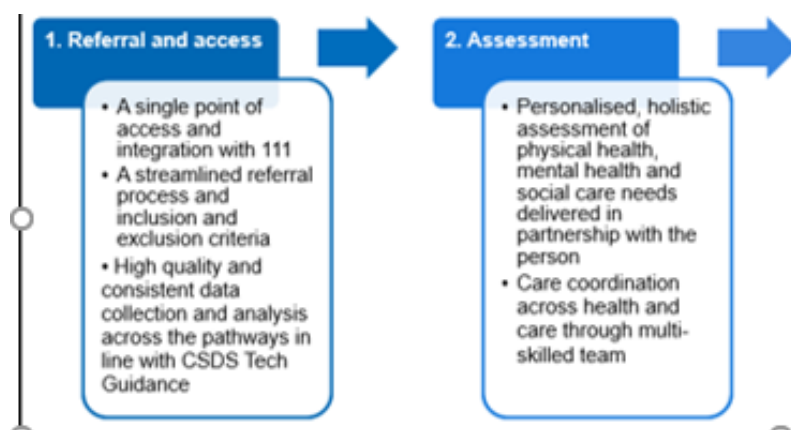 1. Referral and access
• A single point of
access and
integration with 111
• A streamlined referral
process and
inclusion and
exclusion criteria
• High quality and
consistent data
collection and analysis
across the pathways in
line with CSDS Tech
Guidance
2. Assessment
• Personalised, holistic
assessment of
physical health,
mental health and
social care needs
delivered in
partnership with the
person
• Care coordination
across health and
care through multi-
skilled team